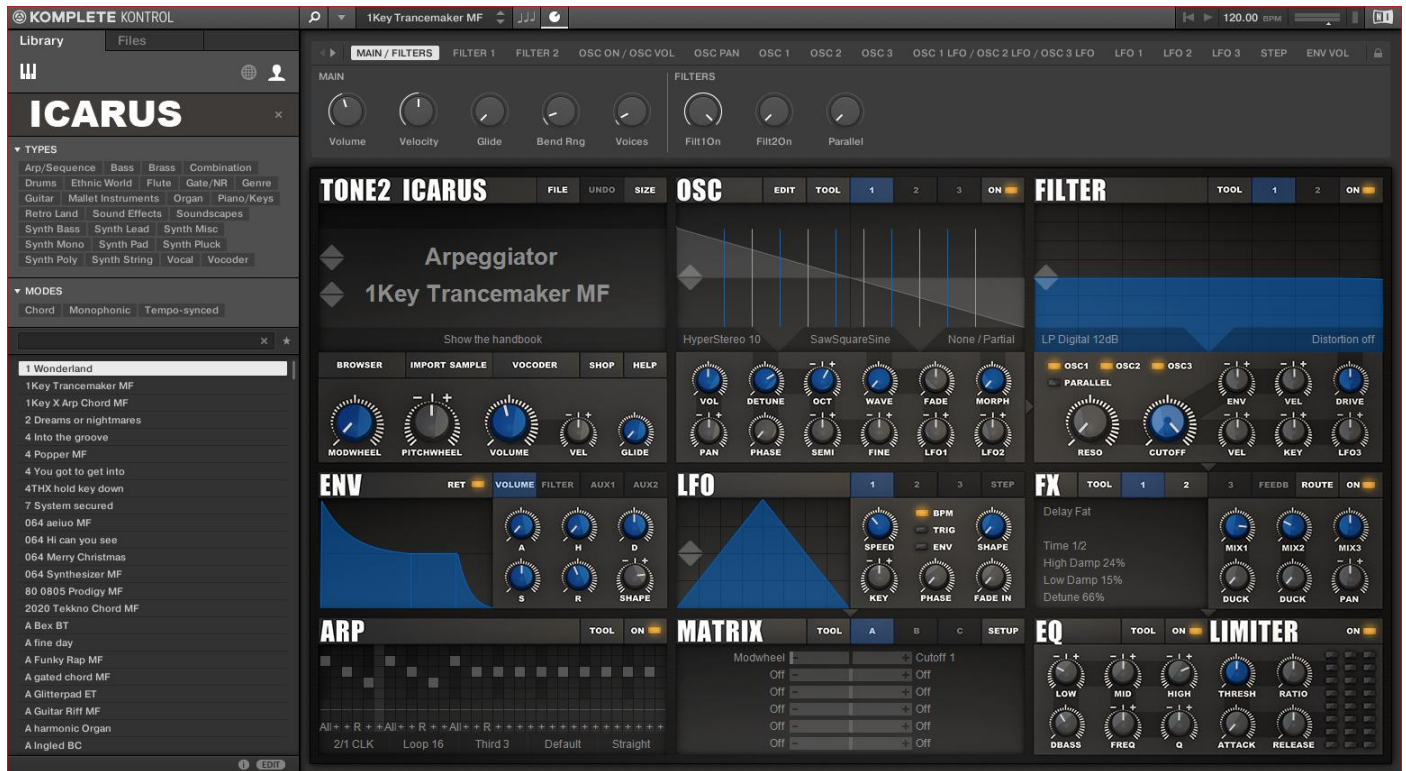 KOMPLETE KONTROL
1Key Trancemaker MF
120.00 BPM
Library Files
ICARUS
TYPES
Arp/Sequence Bass Brass Combination
Drums Ethnic World Flute Gate/NR Genre
Guitar Mallet Instruments Organ Piano/Keys
Retro Land Sound Effects Soundscapes
Synth Bass Synth Lead Synth Misc
Synth Mono Synth Pad Synth Pluck
Synth Poly Synth String Vocal Vocoder
MODES
Chord Monophonic Tempo-synced
1 Wonderland
1Key Trancemaker MF
1Key X Arp Chord MF
2 Dreams or nightmares
4 Into the groove
4 Popper MF
4 You got to get into
4THX hold key down
7 System secured
064 aeiuo MF
064 Hi can you see
064 Merry Christmas
064 Synthesizer MF
80 0805 Prodigy MF
2020 Tekkno Chord MF
A Bex BT
A fine day
A Funky Rap MF
A gated chord MF
A Glitterpad ET
A Guitar Riff MF
A harmonic Organ
A Ingled BC
EDIT
MAIN / FILTERS FILTER 1 FILTER 2 OSC ON / OSC VOL OSC PAN OSC 1 OSC 2 OSC 3 OSC 1 LFO / OSC 2 LFO / OSC 3 LFO LFO 1 LFO 2 LFO 3 STEP ENV VOL
MAIN FILTERS
Volume Velocity Glide Bend Rng Voices Filt1On Filt2On Parallel
TONE2 ICARUS FILE UNDO SIZE
Arpeggiator
1Key Trancemaker MF
Show the handbook
BROWSER IMPORT SAMPLE VOCODER SHOP HELP
MODWHEEL PITCHWHEEL VOLUME VEL GLIDE
OSC EDIT TOOL 1 2 3 ON
HyperStereo 10 SawSquareSine None / Partial
VOL DETUNE OCT WAVE FADE MORPH
PAN PHASE SEMI FINE LFO1 LFO2
FILTER TOOL 1 2 ON
LP Digital 12dB Distortion off
OSC1 OSC2 OSC3
PARALLEL
ENV VEL DRIVE
RESO CUTOFF VEL KEY LFO3
ENV RET VOLUME FILTER AUX1 AUX2
A H D
S R SHAPE
LFO 1 2 3 STEP
BPM
TRIG
ENV
SPEED SHAPE
KEY PHASE FADE IN
FX TOOL 1 2 3 FEEDB ROUTE ON
Delay Fat
Time 1/2
High Damp 24%
Low Damp 15%
Detune 66%
MIX1 MIX2 MIX3
DUCK DUCK PAN
ARP TOOL ON
All + + R + + All + + R + + All + + R + + + + + + + + + + + + + + + +
2/1 CLK Loop 16 Third 3 Default Straight
MATRIX TOOL A B C SETUP
Modwheel - + Cutoff 1
Off - + Off
Off - + Off
Off - + Off
Off - + Off
Off - + Off
EQ TOOL ON LIMITER ON
LOW MID HIGH THRESH RATIO
DBASS FREQ Q ATTACK RELEASE